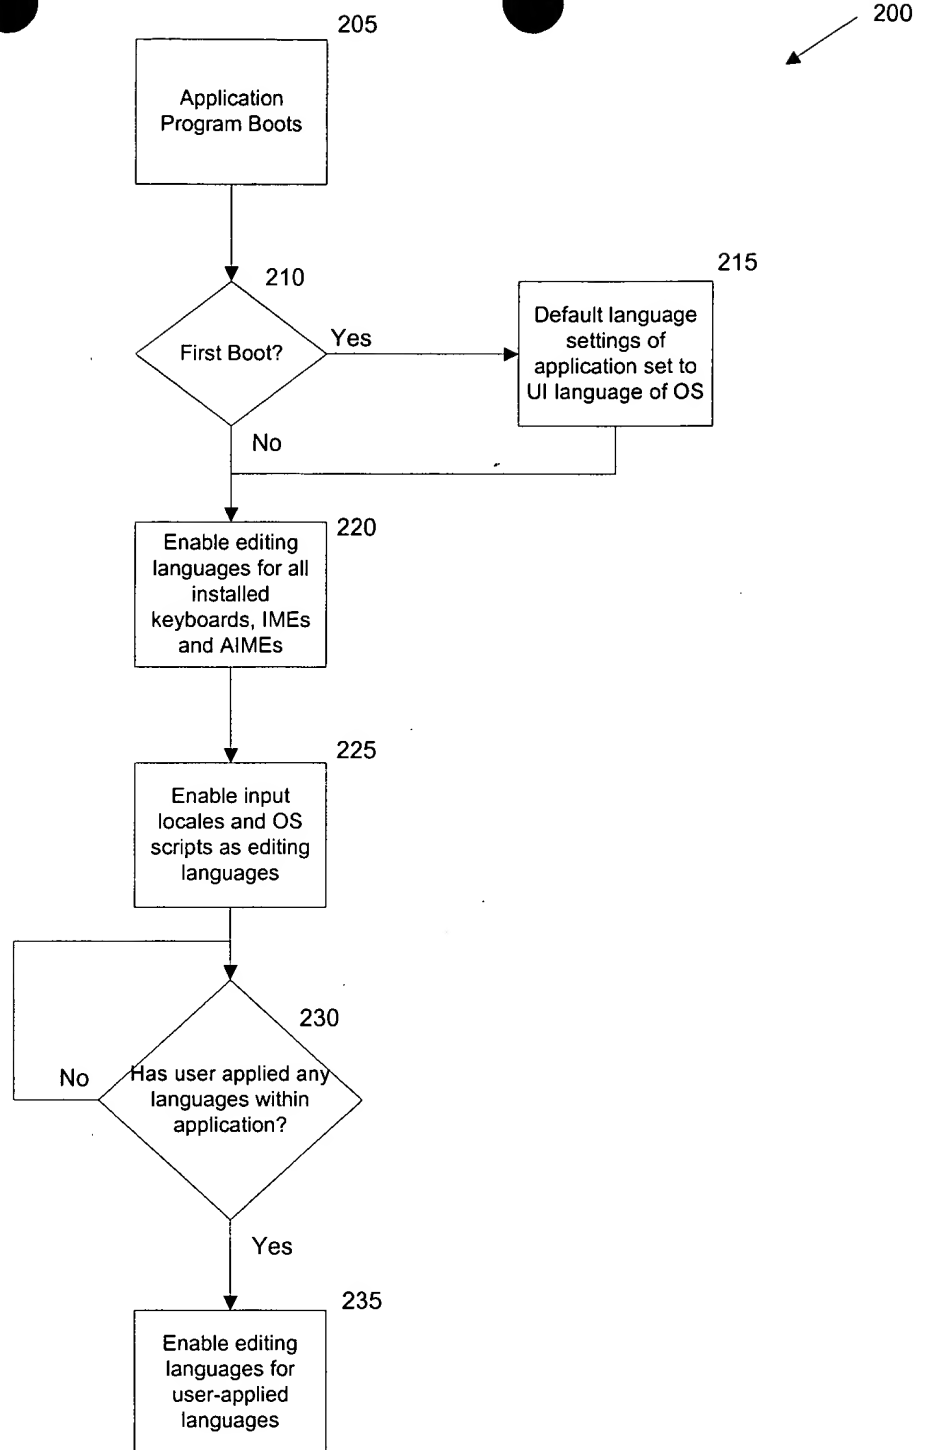 200
205
Application
Program Boots
210
First Boot?
Yes
No
215
Default language
settings of
application set to
UI language of OS
220
Enable editing
languages for all
installed
keyboards, IMEs
and AIMEs
225
Enable input
locales and OS
scripts as editing
languages
230
Has user applied any
languages within
application?
No
Yes
235
Enable editing
languages for
user-applied
languages